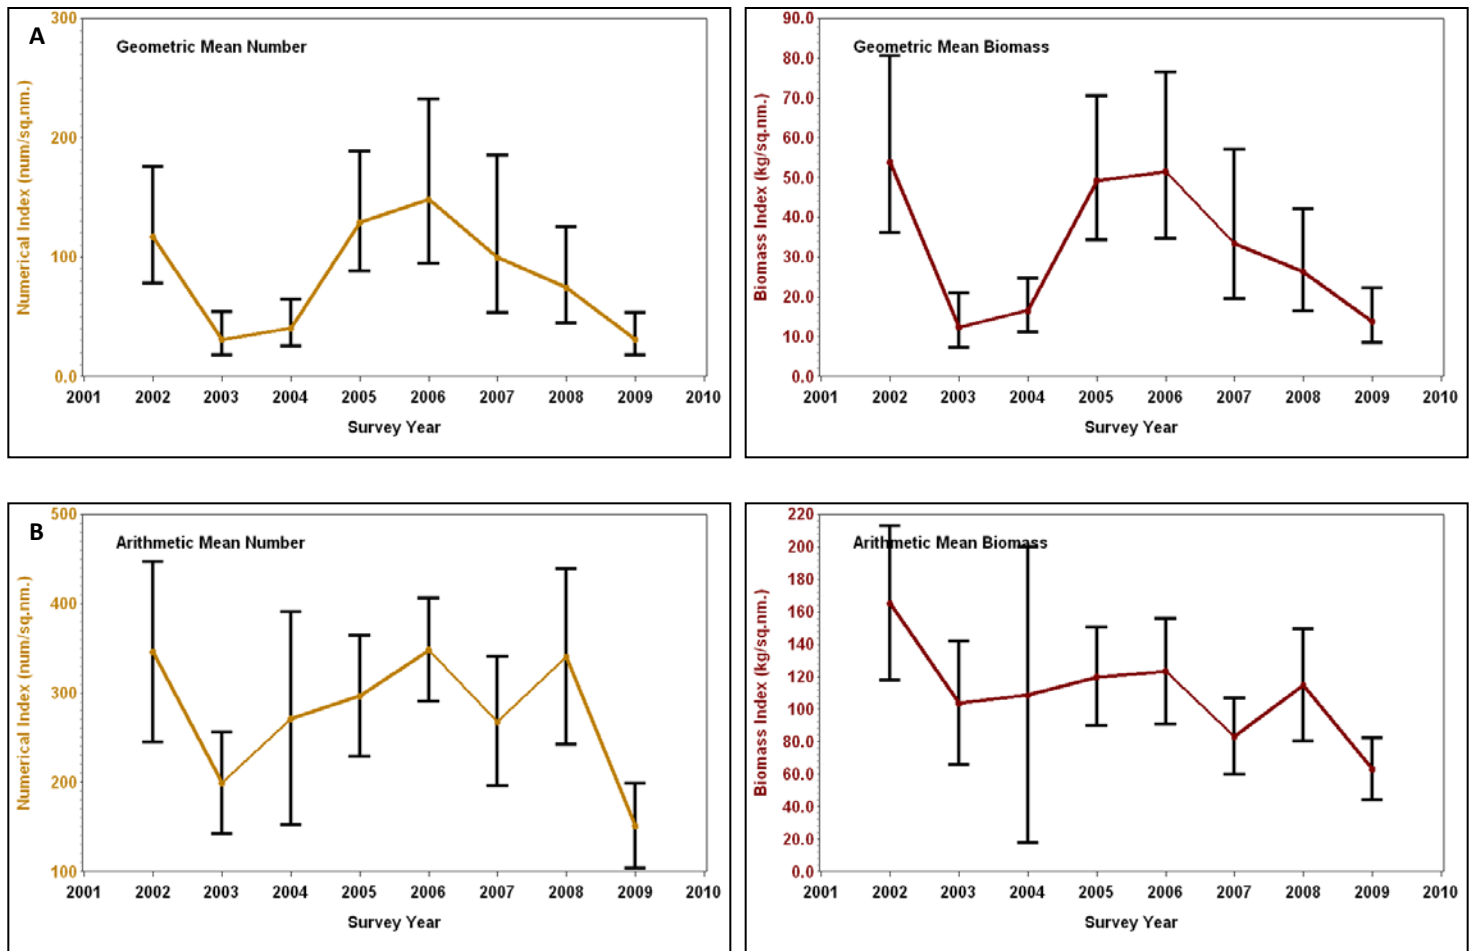 A
Geometric Mean Number
Numerical Index (num/sq.nm.)
300
200
100
0.0
2001 2002 2003 2004 2005 2006 2007 2008 2009 2010
Survey Year
Geometric Mean Biomass
Biomass Index (kg/sq.nm.)
90.0
80.0
70.0
60.0
50.0
40.0
30.0
20.0
10.0
0.0
2001 2002 2003 2004 2005 2006 2007 2008 2009 2010
Survey Year
B
Arithmetic Mean Number
Numerical Index (num/sq.nm.)
500
400
300
200
100
2001 2002 2003 2004 2005 2006 2007 2008 2009 2010
Survey Year
Arithmetic Mean Biomass
Biomass Index (kg/sq.nm.)
220
200
180
160
140
120
100
80.0
60.0
40.0
20.0
0.0
2001 2002 2003 2004 2005 2006 2007 2008 2009 2010
Survey Year